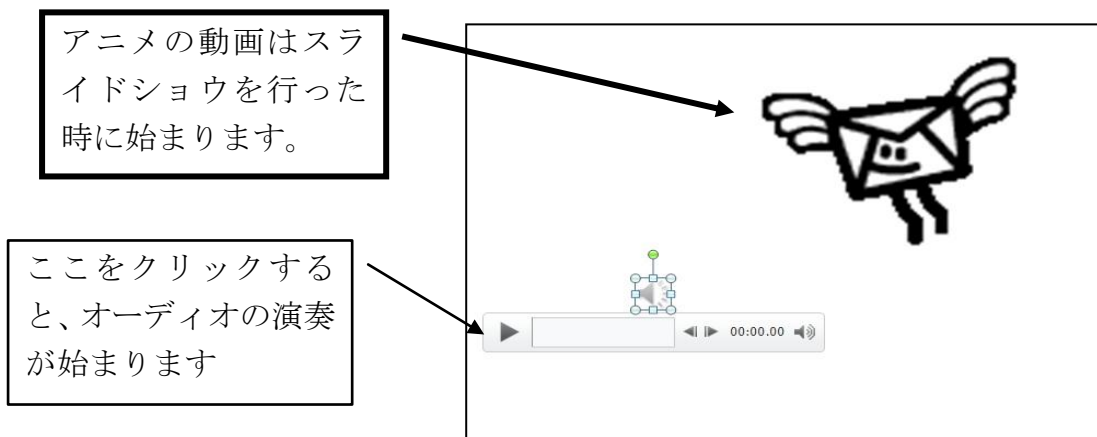 アニメの動画はスラ
イドショウを行った
時に始まります。
ここをクリックする
と、オーディオの演奏
が始まります
00:00.00